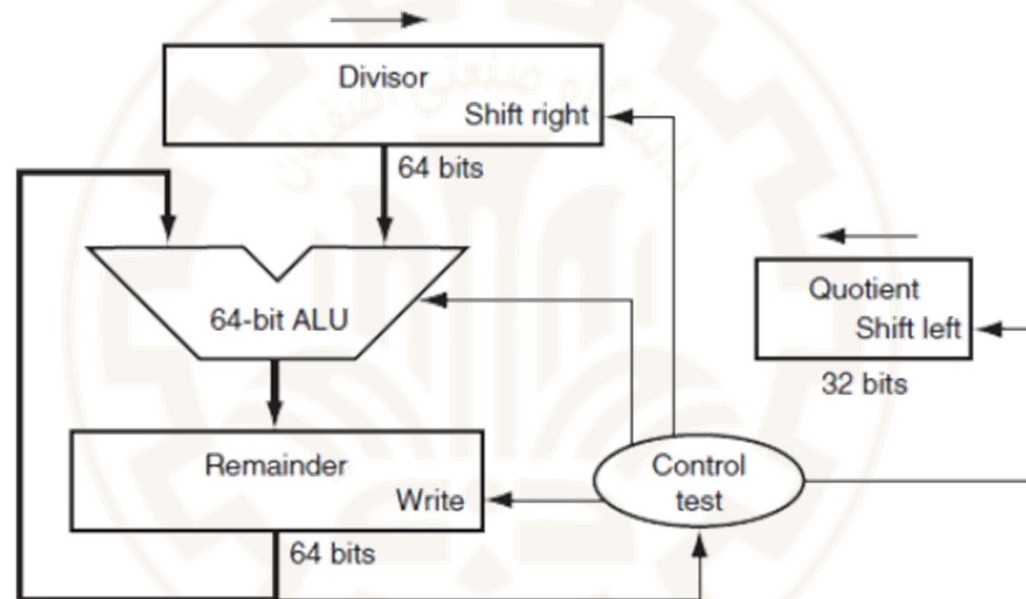 Divisor
Shift right
64 bits
64-bit ALU
Quotient
Shift left
32 bits
Remainder
Write
Control
test
64 bits